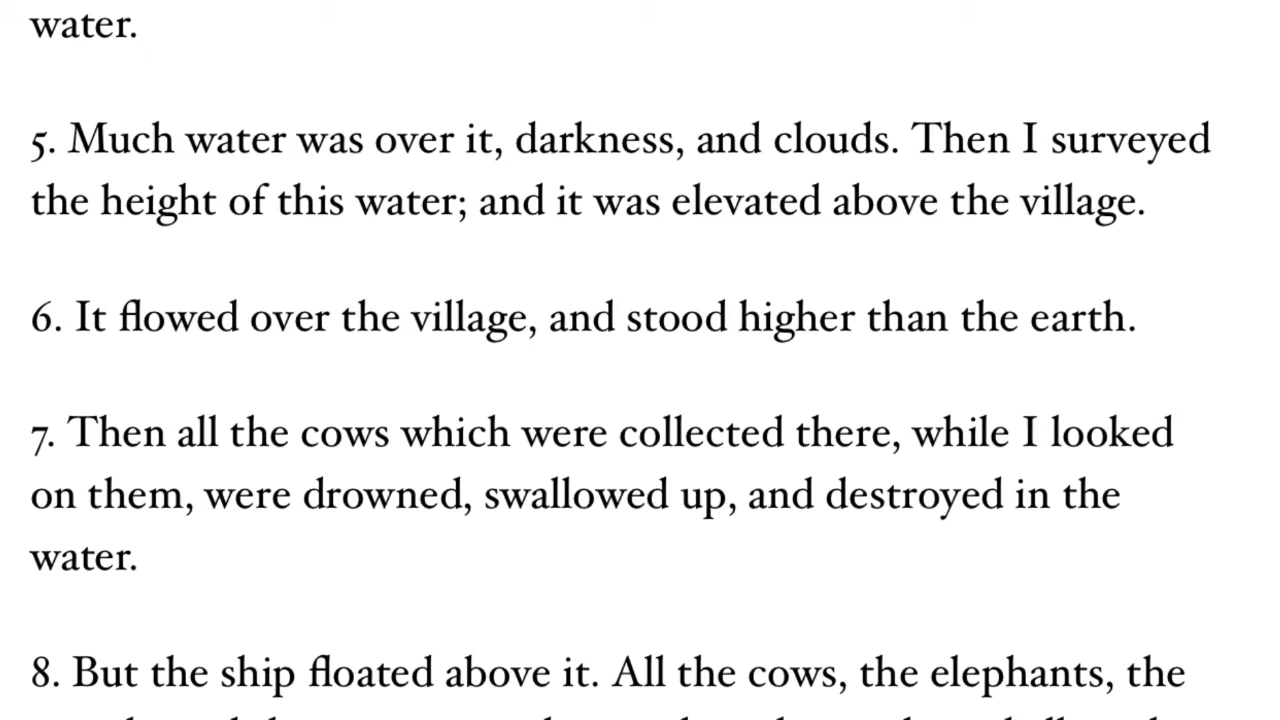 water.
5. Much water was over it, darkness, and clouds. Then I surveyed
the height of this water; and it was elevated above the village.
6. It flowed over the village, and stood higher than the earth.
7. Then all the cows which were collected there, while I looked
on them, were drowned, swallowed up, and destroyed in the
water.
8. But the ship floated above it. All the cows, the elephants, the